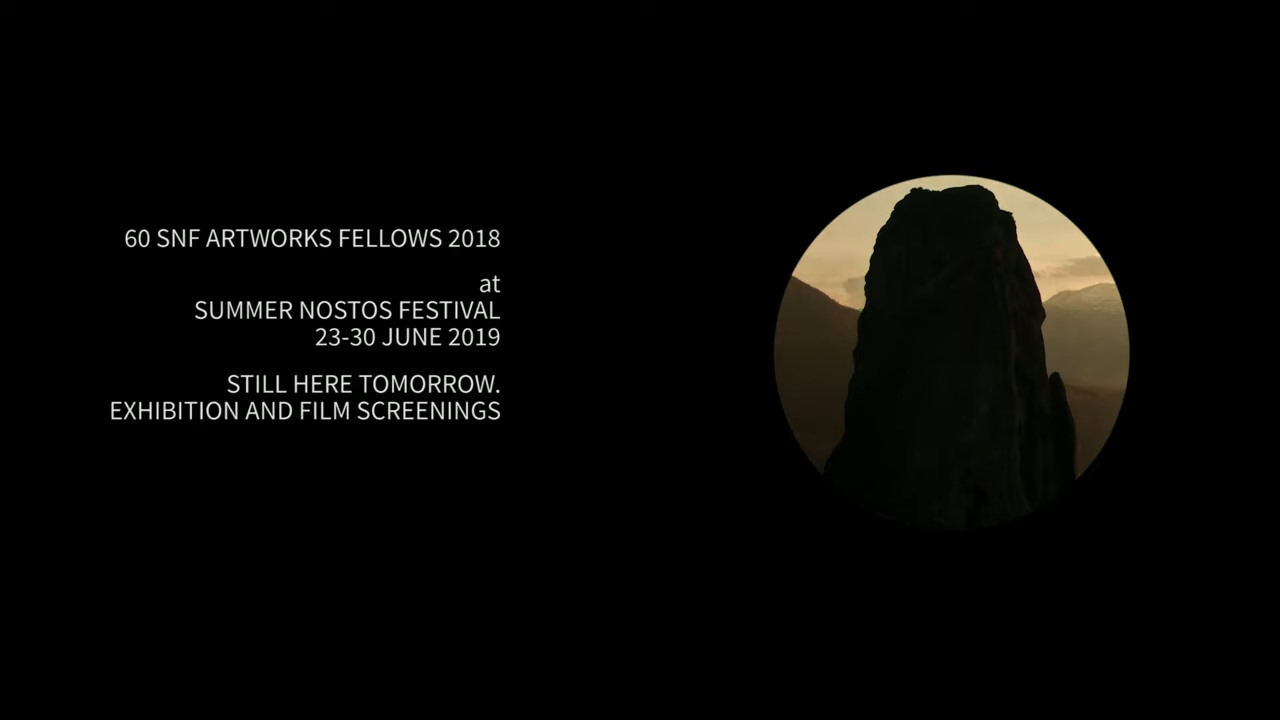 60 SNF ARTWORKS FELLOWS 2018
at
SUMMER NOSTOS FESTIVAL
23-30 JUNE 2019
STILL HERE TOMORROW.
EXHIBITION AND FILM SCREENINGS